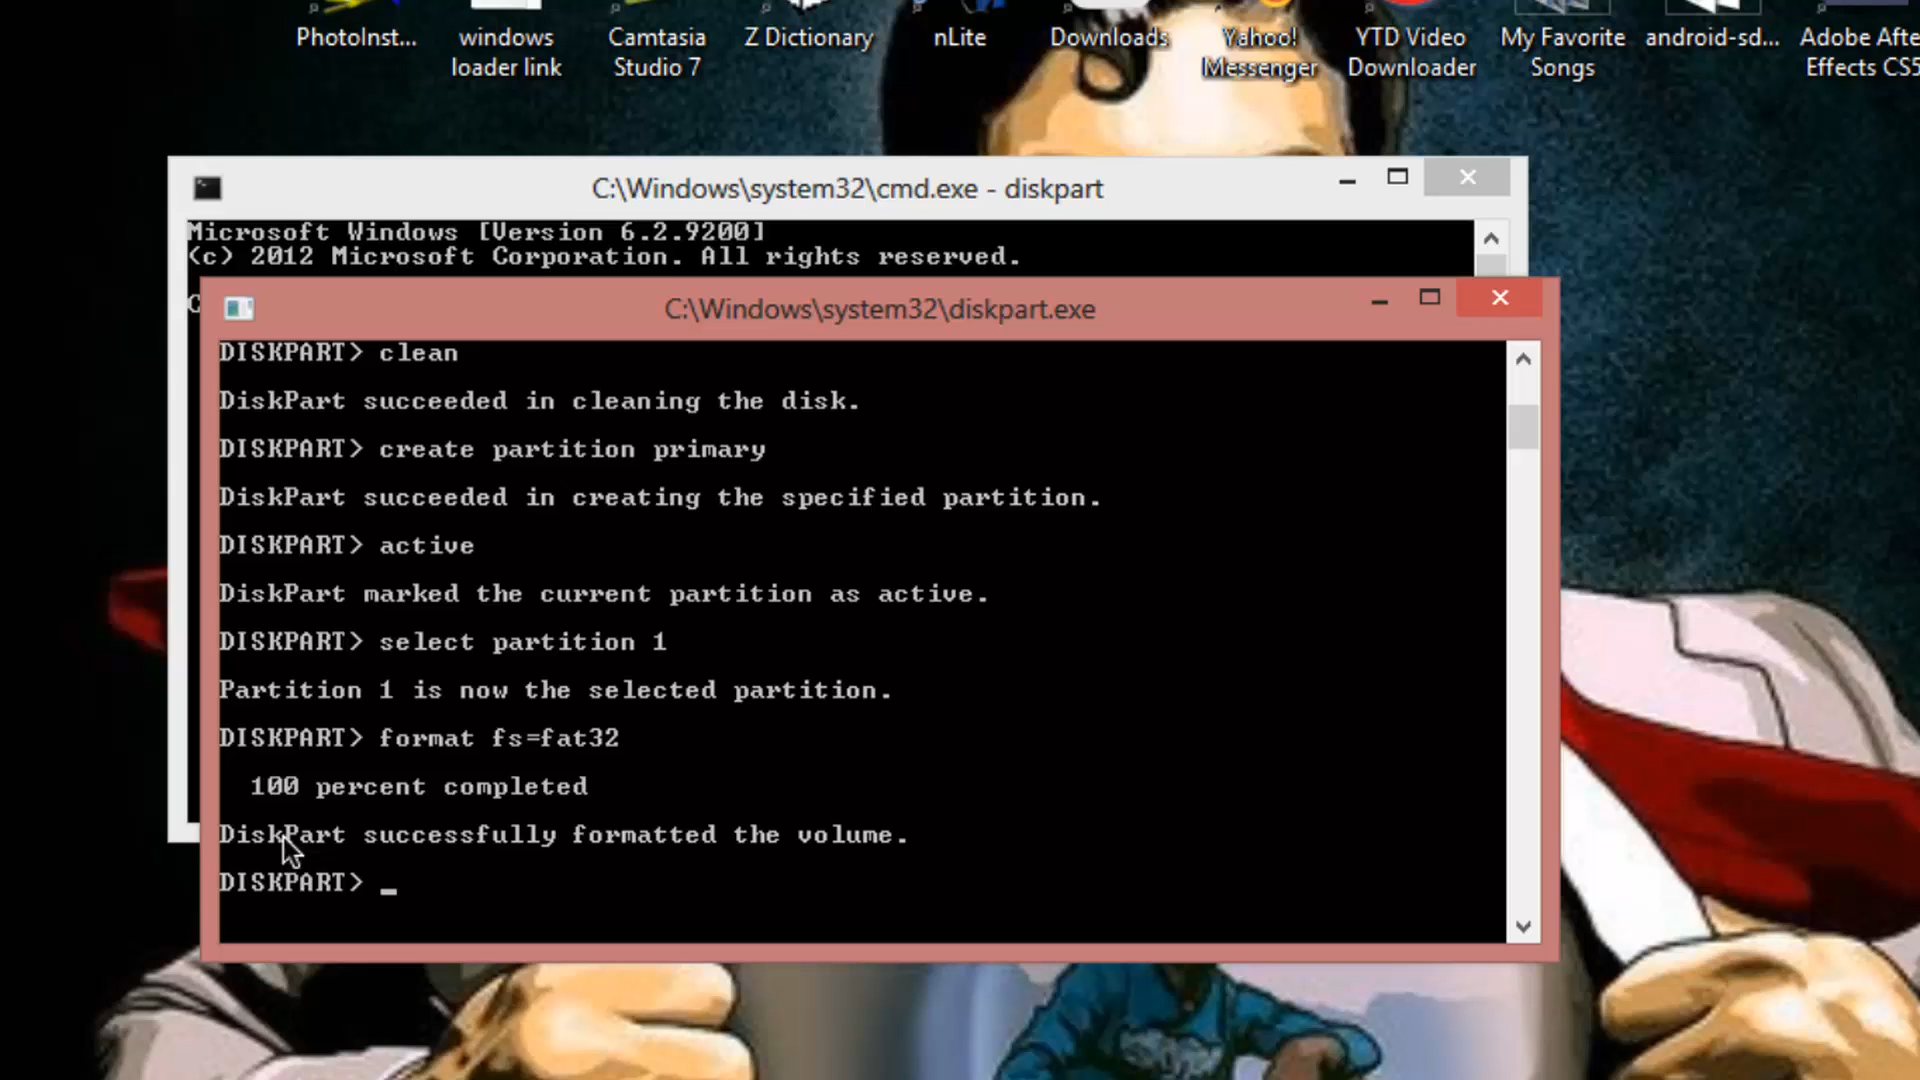 PhotoInst...
windows
loader link
Camtasia
Studio 7
Z Dictionary
nLite
Downloads
Yahoo!
Messenger
YTD Video
Downloader
My Favorite
Songs
android-sd...
Adobe Afte
Effects CS5
C:\Windows\system32\cmd.exe - diskpart
Microsoft Windows [Version 6.2.9200]
(c) 2012 Microsoft Corporation. All rights reserved.
C
C:\Windows\system32\diskpart.exe
DISKPART> clean
DiskPart succeeded in cleaning the disk.
DISKPART> create partition primary
DiskPart succeeded in creating the specified partition.
DISKPART> active
DiskPart marked the current partition as active.
DISKPART> select partition 1
Partition 1 is now the selected partition.
DISKPART> format fs=fat32
100 percent completed
DiskPart successfully formatted the volume.
DISKPART> _